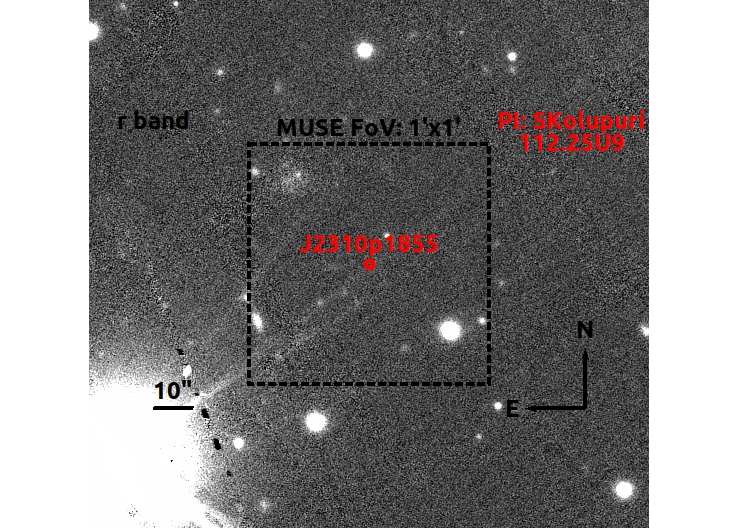 r band
MUSE FoV: 1'x1'
PI: SKolupuri
112.25U9
J2310p1855
N
10"
E